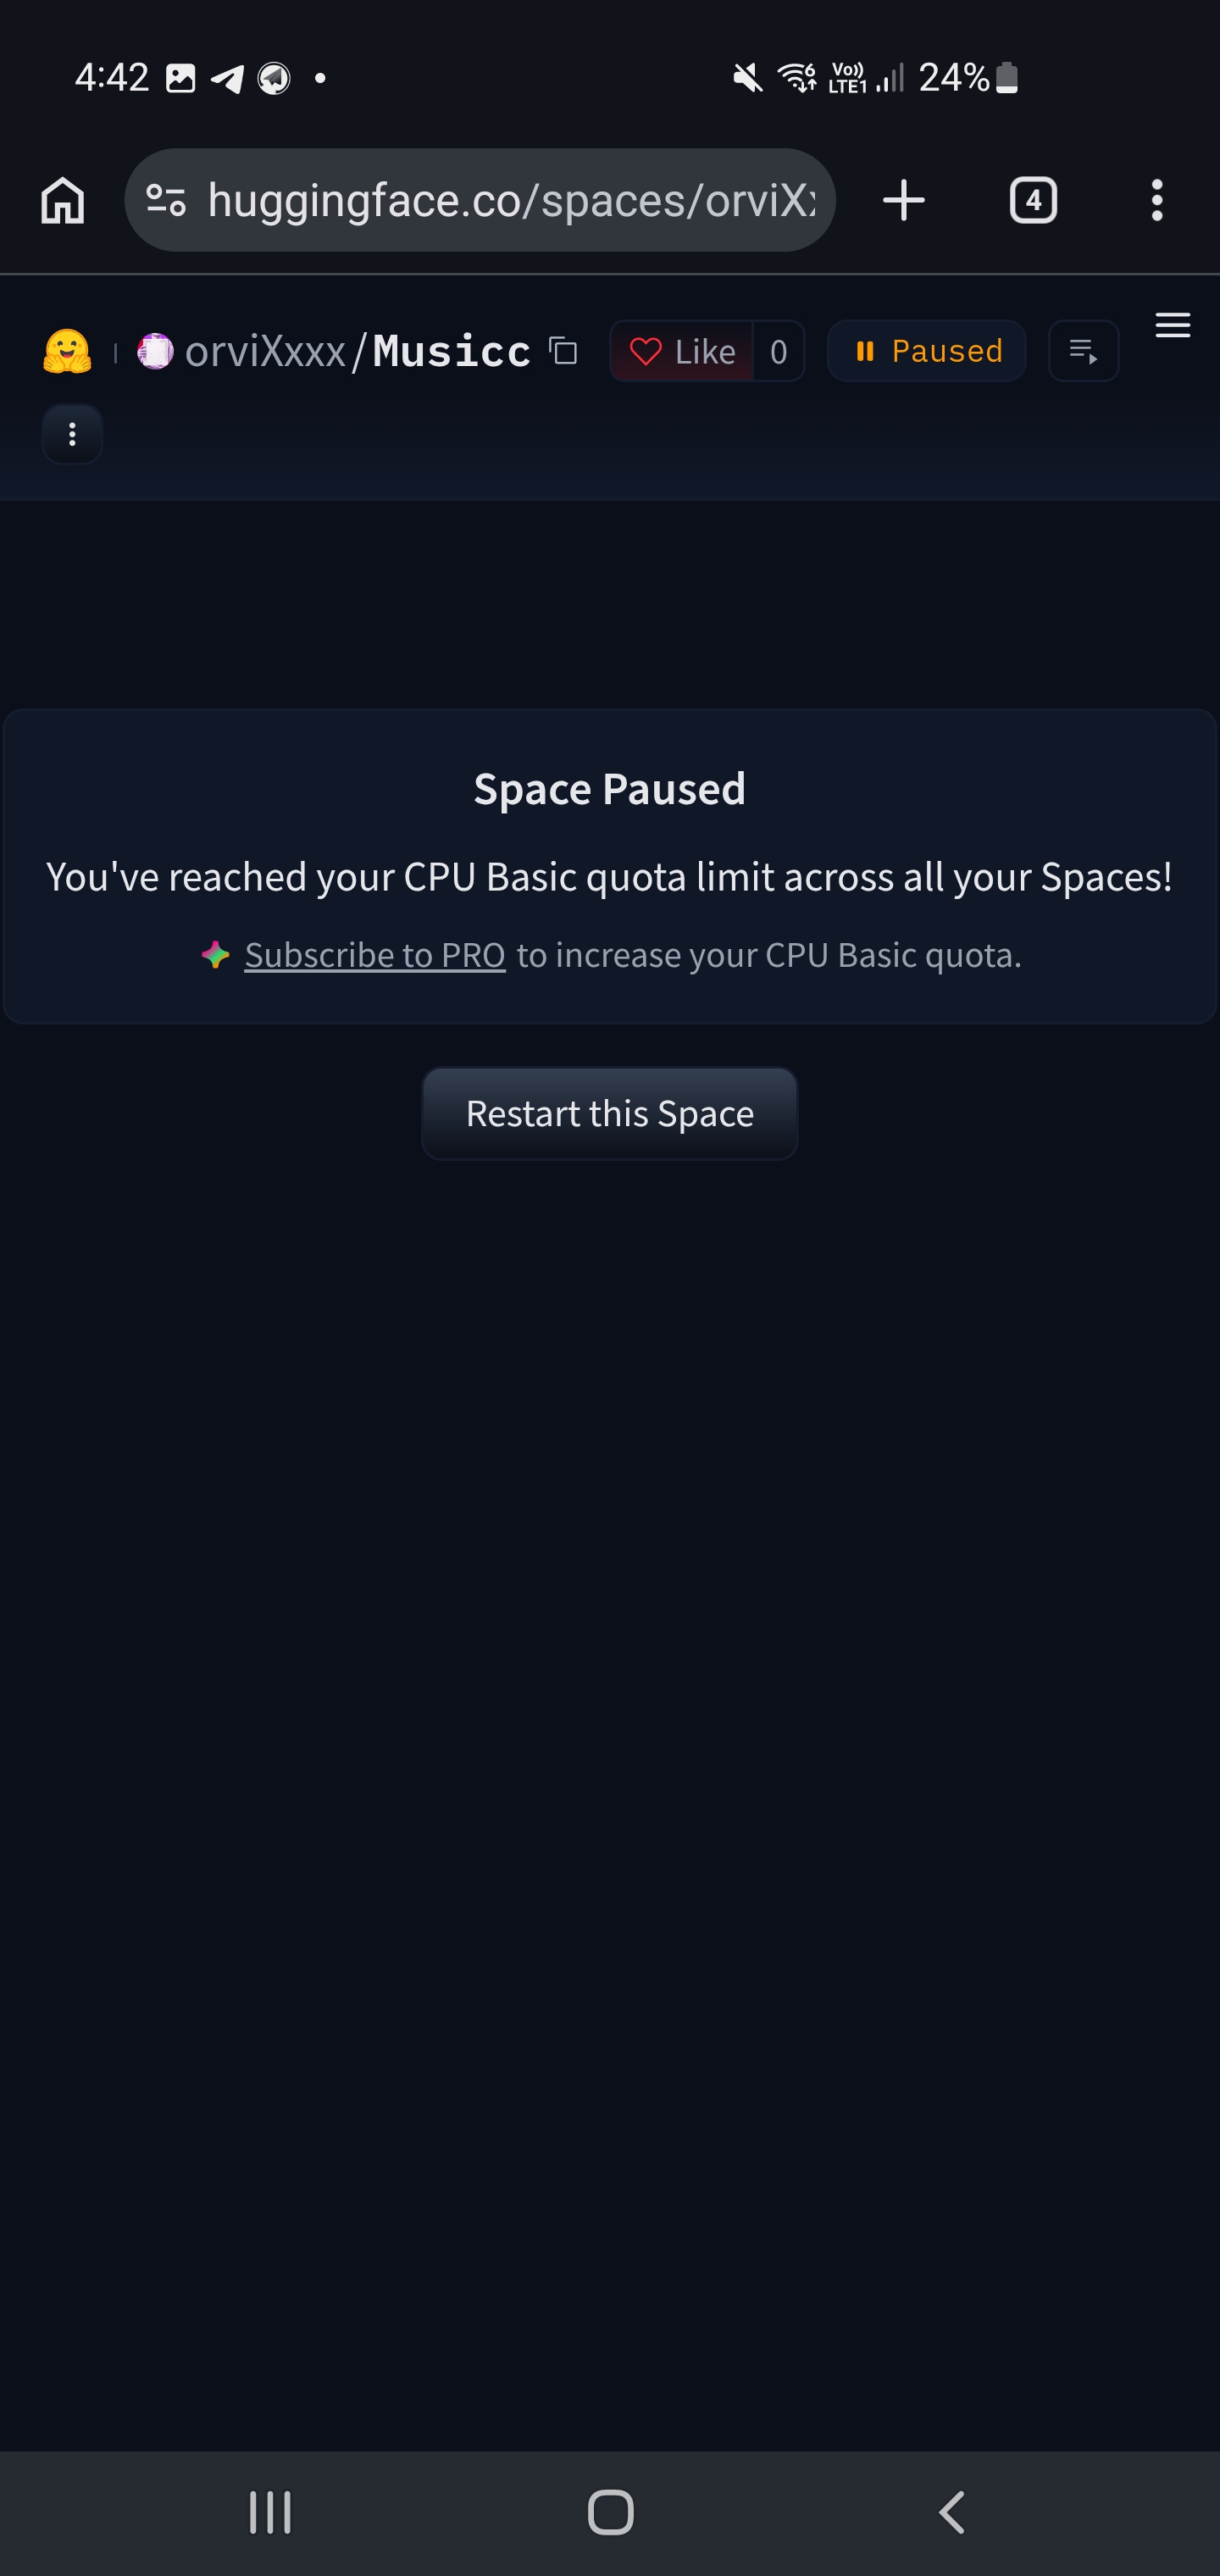 4:42
Vo)) LTE1
24%
huggingface.co/spaces/orviX
4
orviXxxx/Musicc
Like 0
Paused
Space Paused
You've reached your CPU Basic quota limit across all your Spaces!
Subscribe to PRO to increase your CPU Basic quota.
Restart this Space